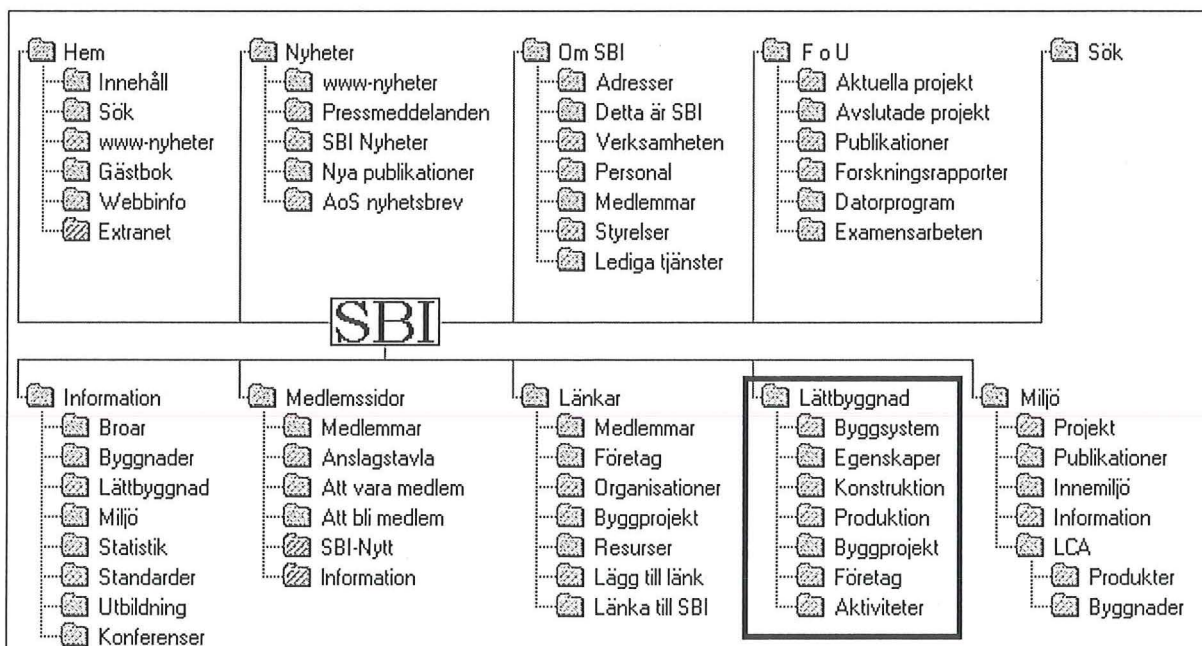 Hem
Innehåll
Sök
www-nyheter
Gästbok
Webbinfo
Extranet
Nyheter
www-nyheter
Pressmeddelanden
SBI Nyheter
Nya publikationer
AoS nyhetsbrev
Om SBI
Adresser
Detta är SBI
Verksamheten
Personal
Medlemmar
Styrelser
Lediga tjänster
F o U
Aktuella projekt
Avslutade projekt
Publikationer
Forskningsrapporter
Datorprogram
Examensarbeten
Sök
SBI
Information
Broar
Byggnader
Lättbyggnad
Miljö
Statistik
Standarder
Utbildning
Konferenser
Medlemssidor
Medlemmar
Anslagstavla
Att vara medlem
Att bli medlem
SBI-Nytt
Information
Länkar
Medlemmar
Företag
Organisationer
Byggprojekt
Resurser
Lägg till länk
Länka till SBI
Lättbyggnad
Byggsystem
Egenskaper
Konstruktion
Produktion
Byggprojekt
Företag
Aktiviteter
Miljö
Projekt
Publikationer
Innemiljö
Information
LCA
Produkter
Byggnader